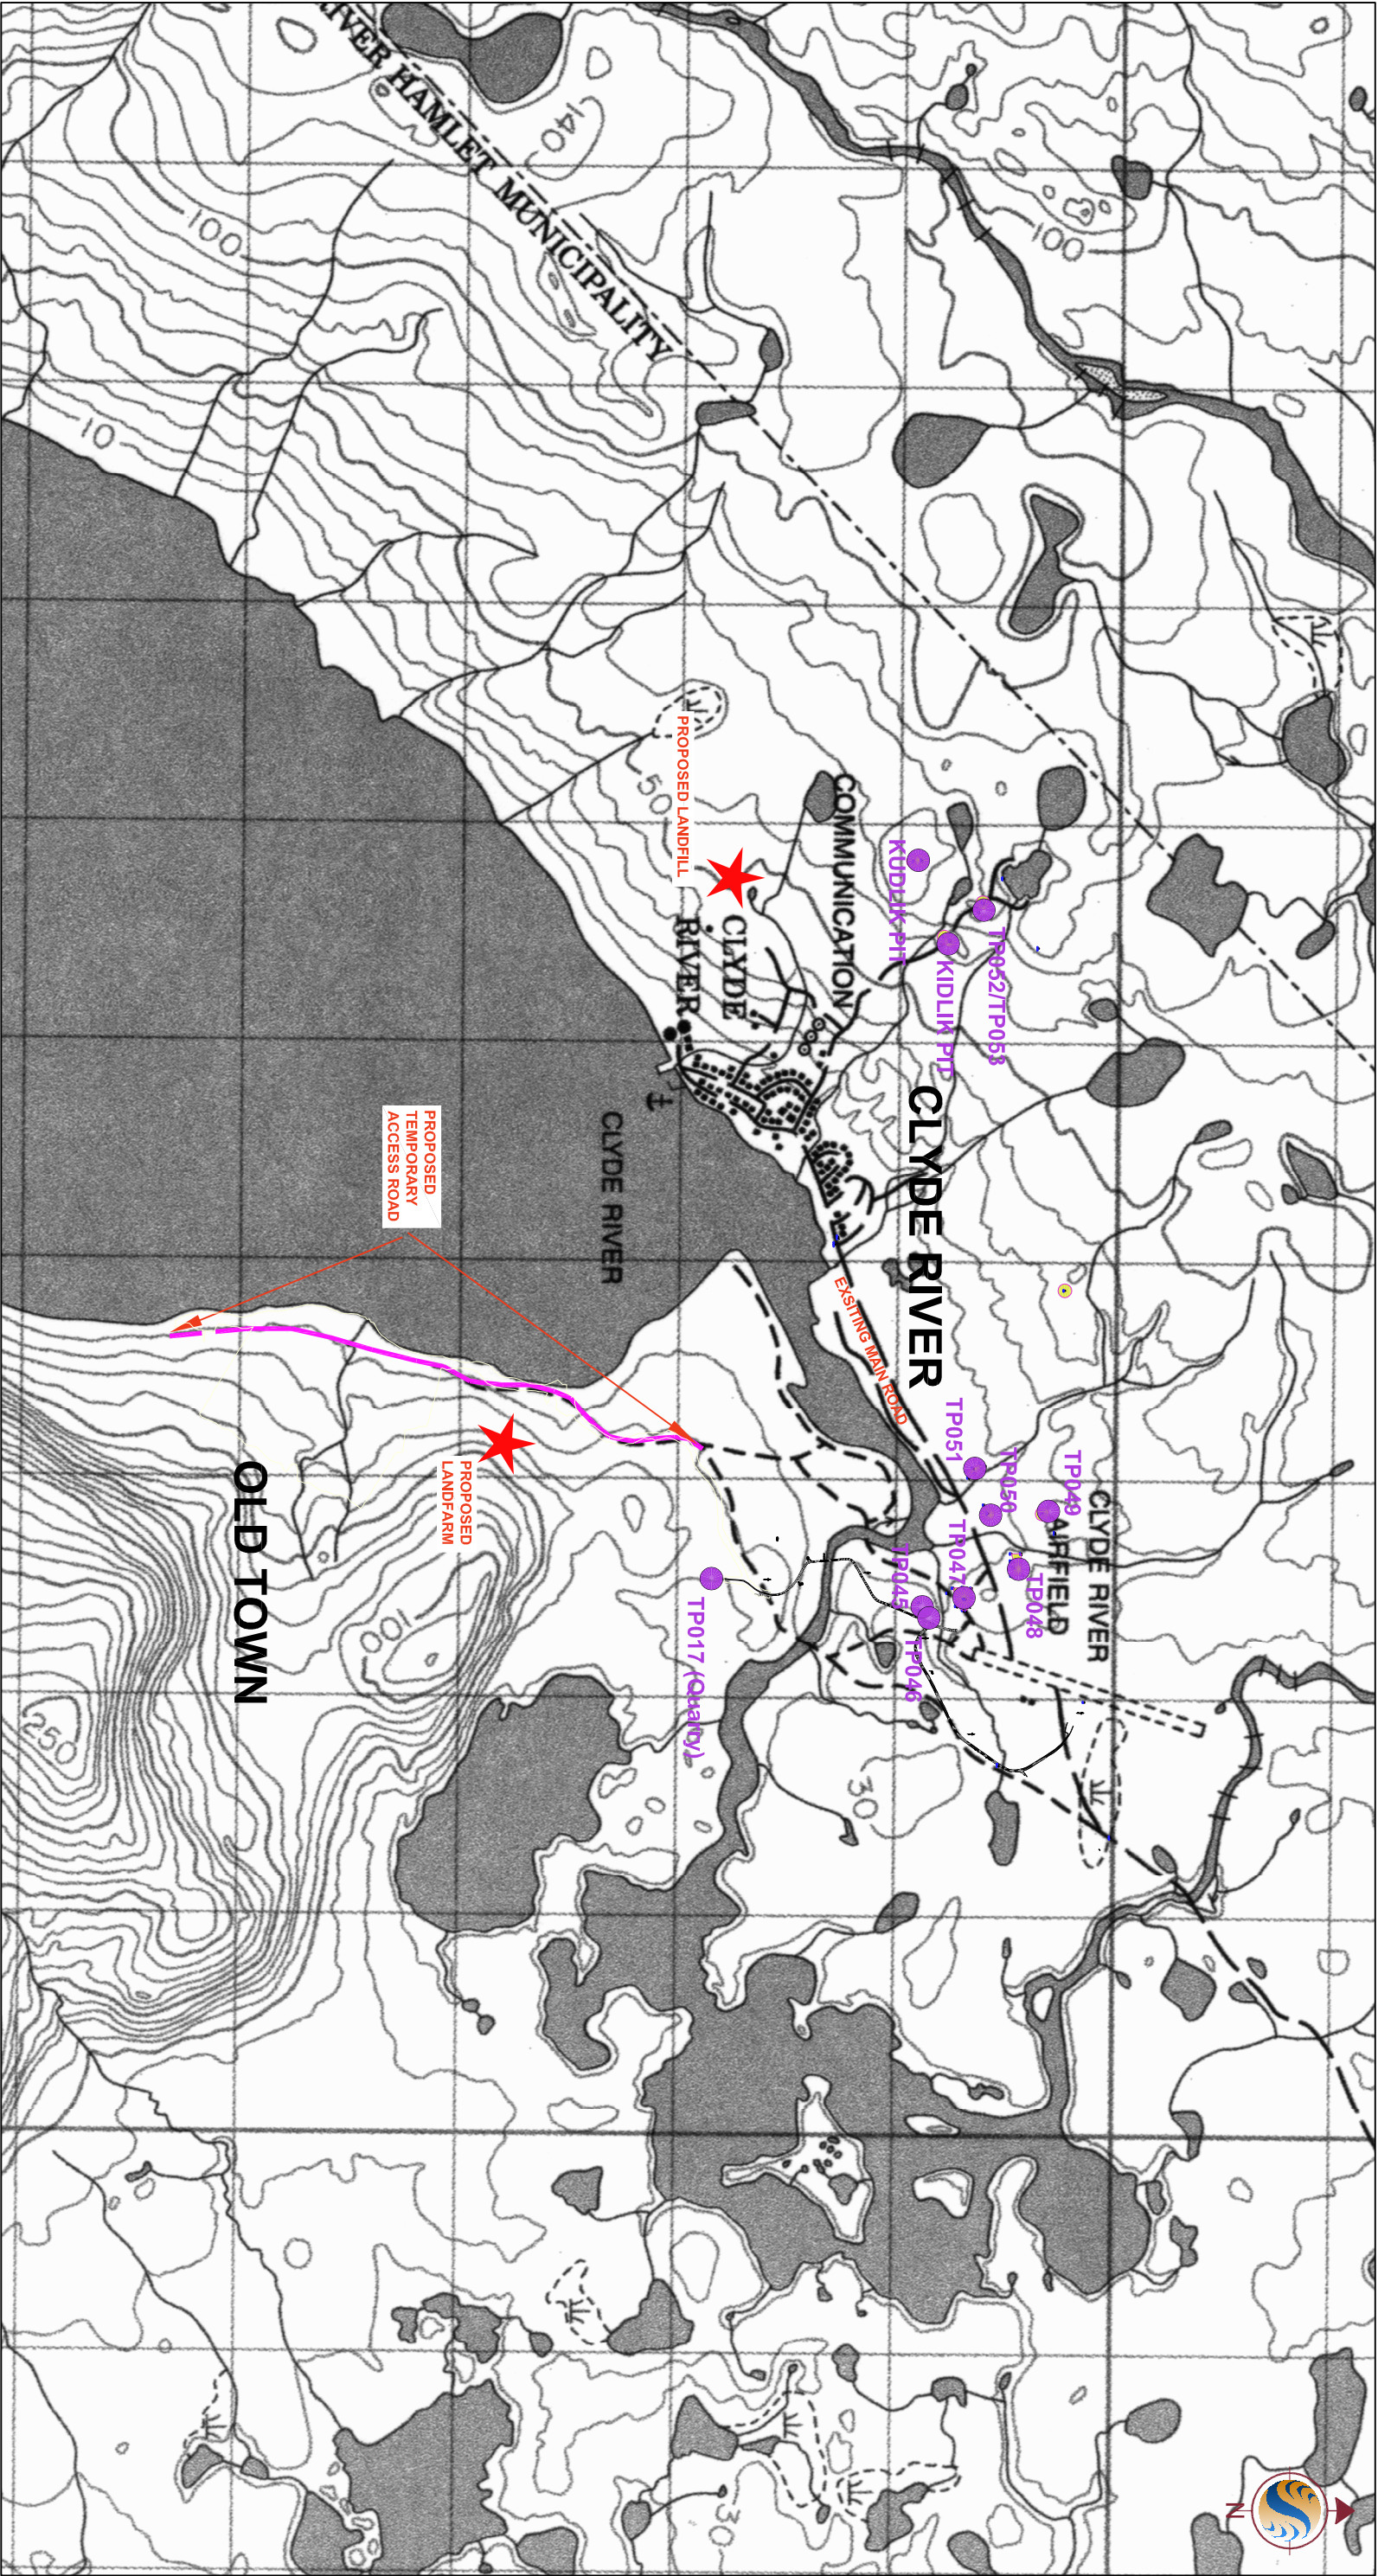 RIVER HAMLET MUNICIPALITY
140
100
100
10
50
PROPOSED LANDFILL
COMMUNICATION
CLYDE
RIVER
KUDLIK PIT
KIDLIK PIT
TP052/TP053
CLYDE RIVER
CLYDE RIVER
EXSITING MAIN ROAD
PROPOSED
TEMPORARY
ACCESS ROAD
TP051
TP050
TP049
CLYDE RIVER
AIRFIELD
TP048
TP047
TP045
TP046
TP017 (Quarry)
PROPOSED
LANDFARM
OLD TOWN
100
250
30
30
N